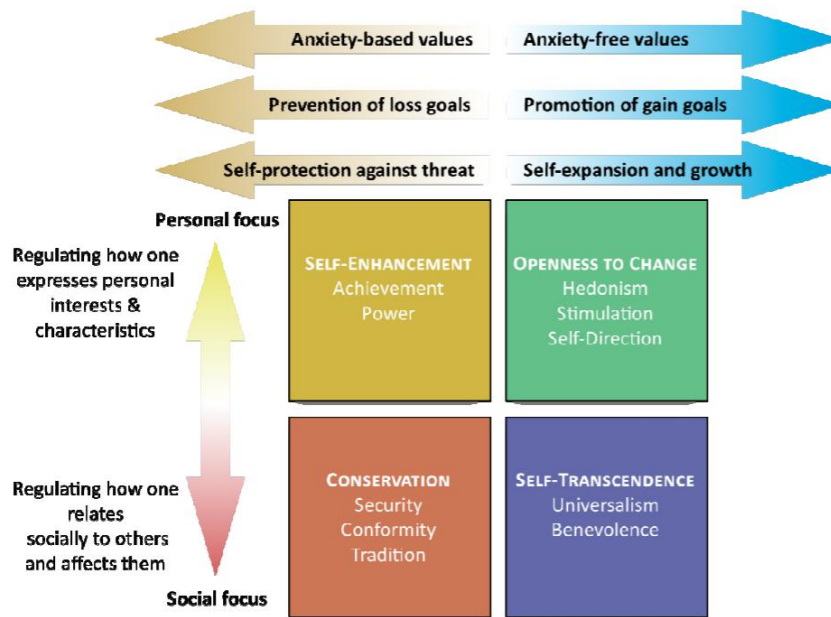 Anxiety-based values
Anxiety-free values
Prevention of loss goals
Promotion of gain goals
Self-protection against threat
Self-expansion and growth
Personal focus
Regulating how one
expresses personal
interests &
characteristics
SELF-ENHANCEMENT
Achievement
Power
OPENNESS TO CHANGE
Hedonism
Stimulation
Self-Direction
Regulating how one
relates
socially to others
and affects them
Social focus
CONSERVATION
Security
Conformity
Tradition
SELF-TRANSCENDENCE
Universalism
Benevolence